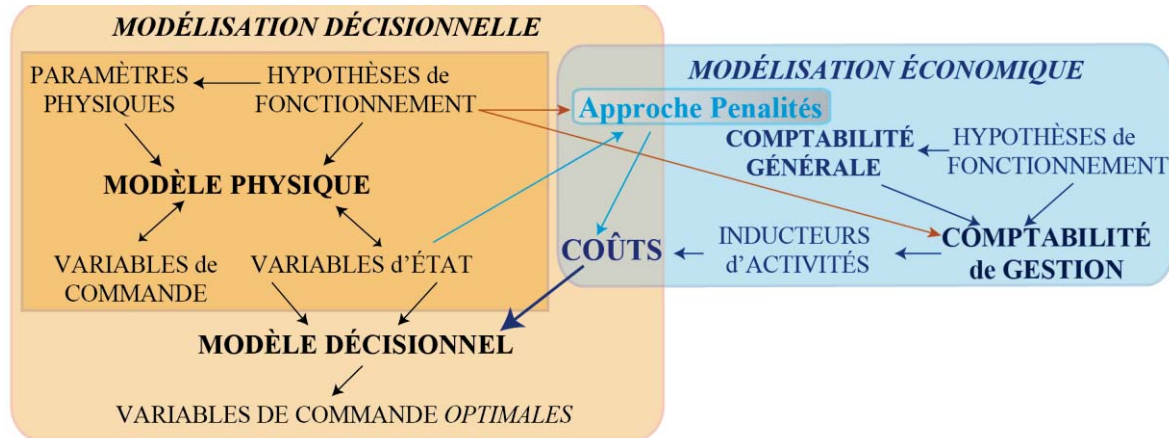 MODÉLISATION DÉCISIONNELLE
PARAMÈTRES
PHYSIQUES
HYPOTHÈSES de
FONCTIONNEMENT
MODÈLE PHYSIQUE
VARIABLES de
COMMANDE
VARIABLES d'ÉTAT
MODÈLE DÉCISIONNEL
VARIABLES DE COMMANDE OPTIMALES
MODÉLISATION ÉCONOMIQUE
Approche Penalités
COMPTABILITÉ
GÉNÉRALE
HYPOTHÈSES de
FONCTIONNEMENT
COÛTS
INDUCTEURS
d'ACTIVITÉS
COMPTABILITÉ
de GESTION